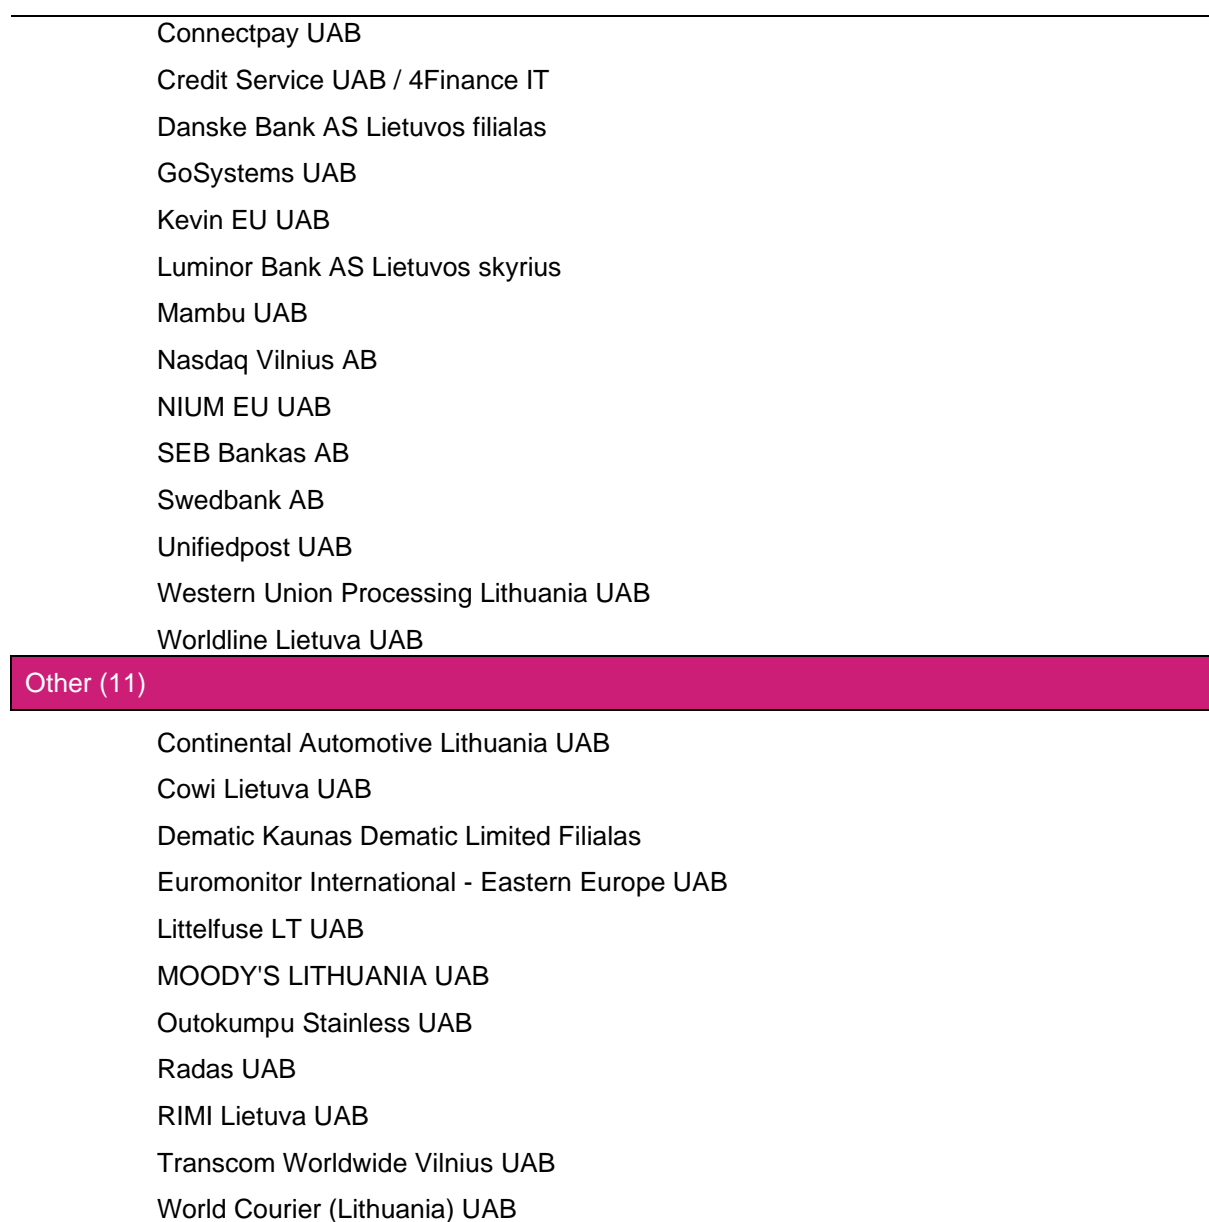 Connectpay UAB
Credit Service UAB / 4Finance IT
Danske Bank AS Lietuvos filialas
GoSystems UAB
Kevin EU UAB
Luminor Bank AS Lietuvos skyrius
Mambu UAB
Nasdaq Vilnius AB
NIUM EU UAB
SEB Bankas AB
Swedbank AB
Unifiedpost UAB
Western Union Processing Lithuania UAB
Worldline Lietuva UAB
Other (11)
Continental Automotive Lithuania UAB
Cowi Lietuva UAB
Dematic Kaunas Dematic Limited Filialas
Euromonitor International - Eastern Europe UAB
Littelfuse LT UAB
MOODY'S LITHUANIA UAB
Outokumpu Stainless UAB
Radas UAB
RIMI Lietuva UAB
Transcom Worldwide Vilnius UAB
World Courier (Lithuania) UAB